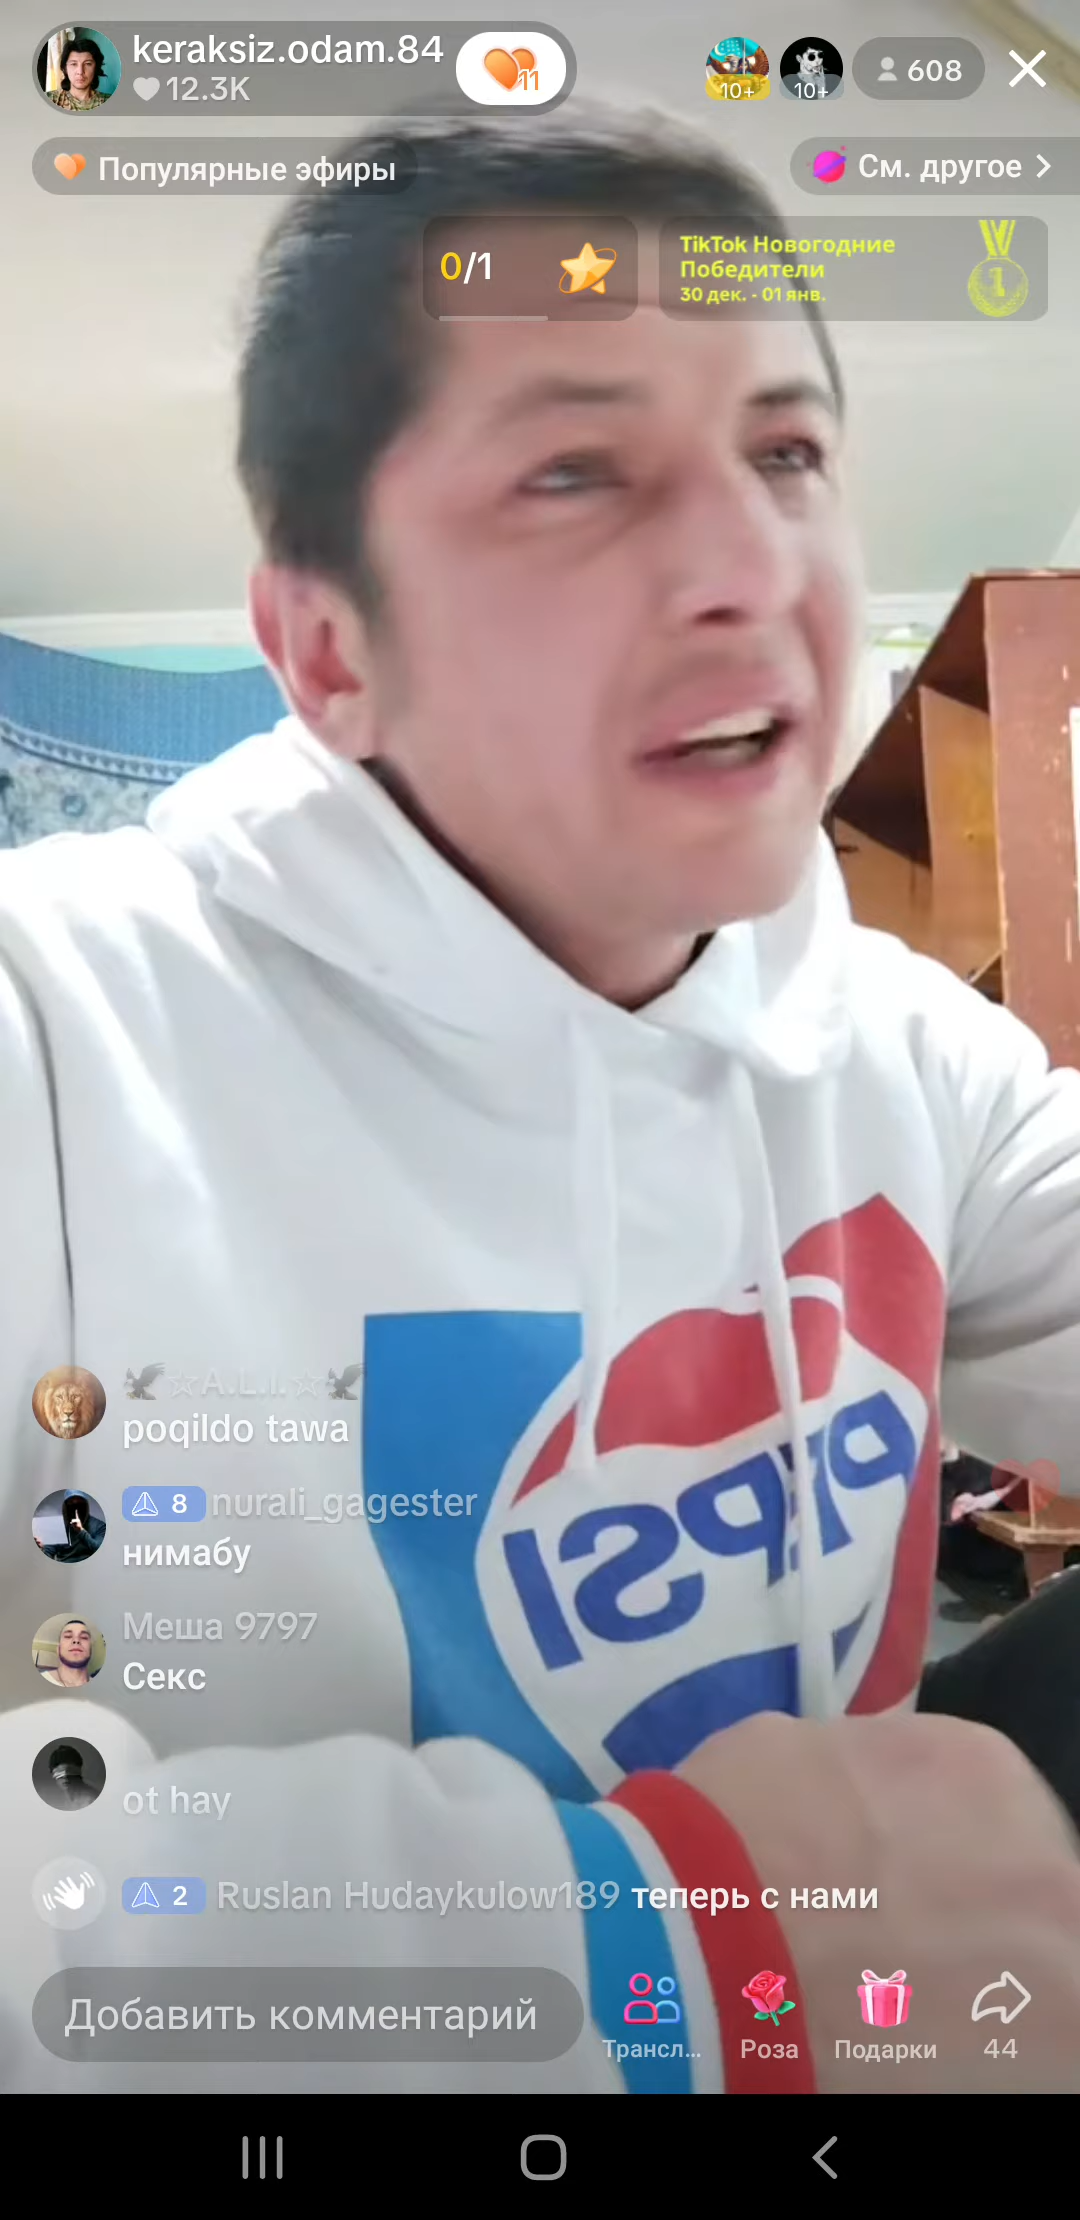 keraksiz.odam.84
12.3K
11
10+
10+
608
Популярные эфиры
См. другое
0/1
TikTok Новогодние
Победители
30 дек. - 01 янв.
1
☆A.L.I.☆
poqildo tawa
8 nurali_gagester
нимабу
Меша 9797
Секс
ot hay
PEPSI
2 Ruslan Hudaykulow189 теперь с нами
Добавить комментарий
Трансл...
Роза
Подарки
44